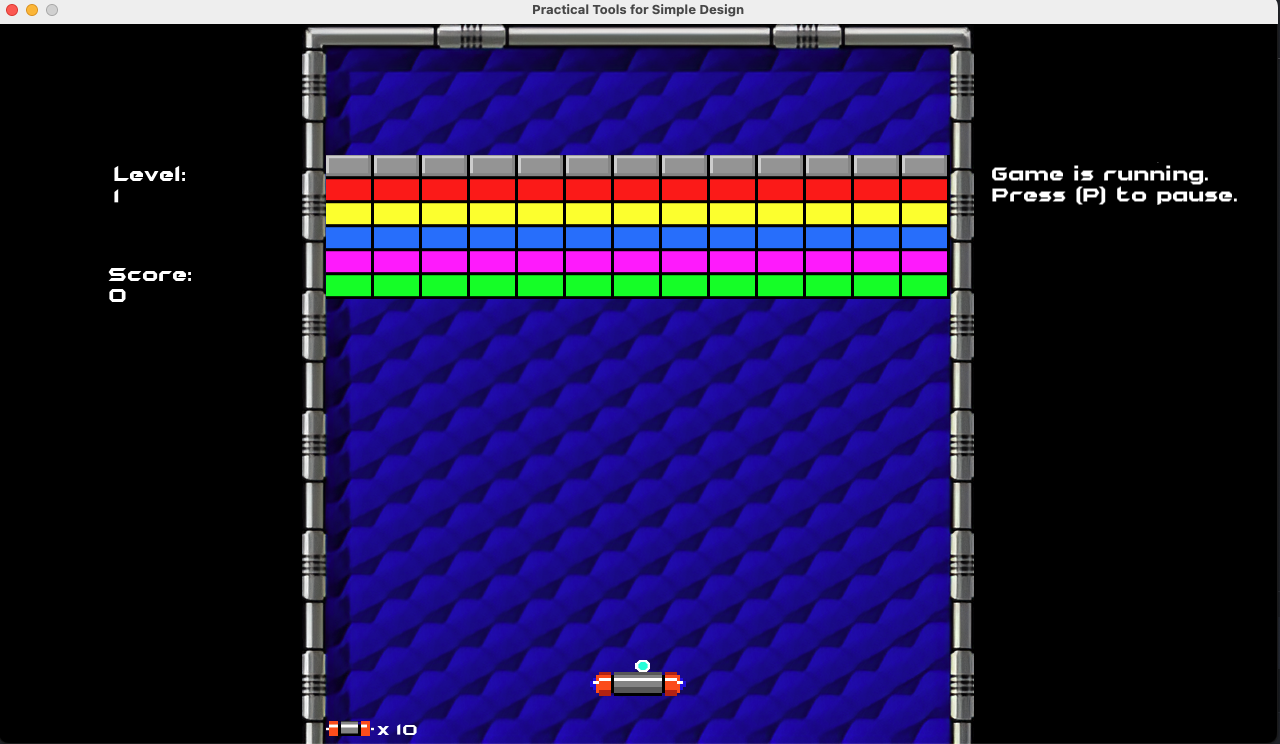 Practical Tools for Simple Design
Level:
1
Game is running.
Press (P) to pause.
Score:
0
x 10